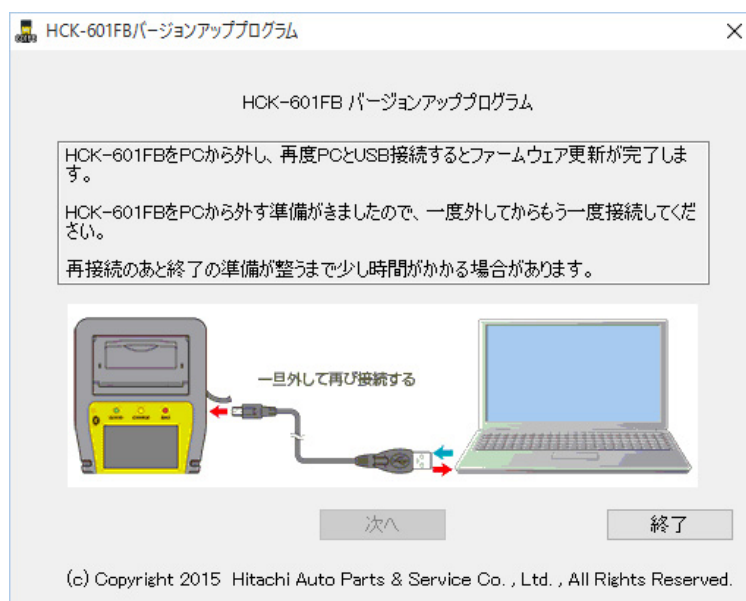 HCK-601FBバージョンアッププログラム
HCK-601FB バージョンアッププログラム
HCK-601FBをPCから外し、再度PCとUSB接続するとファームウェア更新が完了しま
す。
HCK-601FBをPCから外す準備がきましたので、一度外してからもう一度接続してくだ
さい。
再接続のあと終了の準備が整うまで少し時間がかかる場合があります。
一旦外して再び接続する
次へ
終了
(c) Copyright 2015 Hitachi Auto Parts & Service Co. , Ltd. , All Rights Reserved.